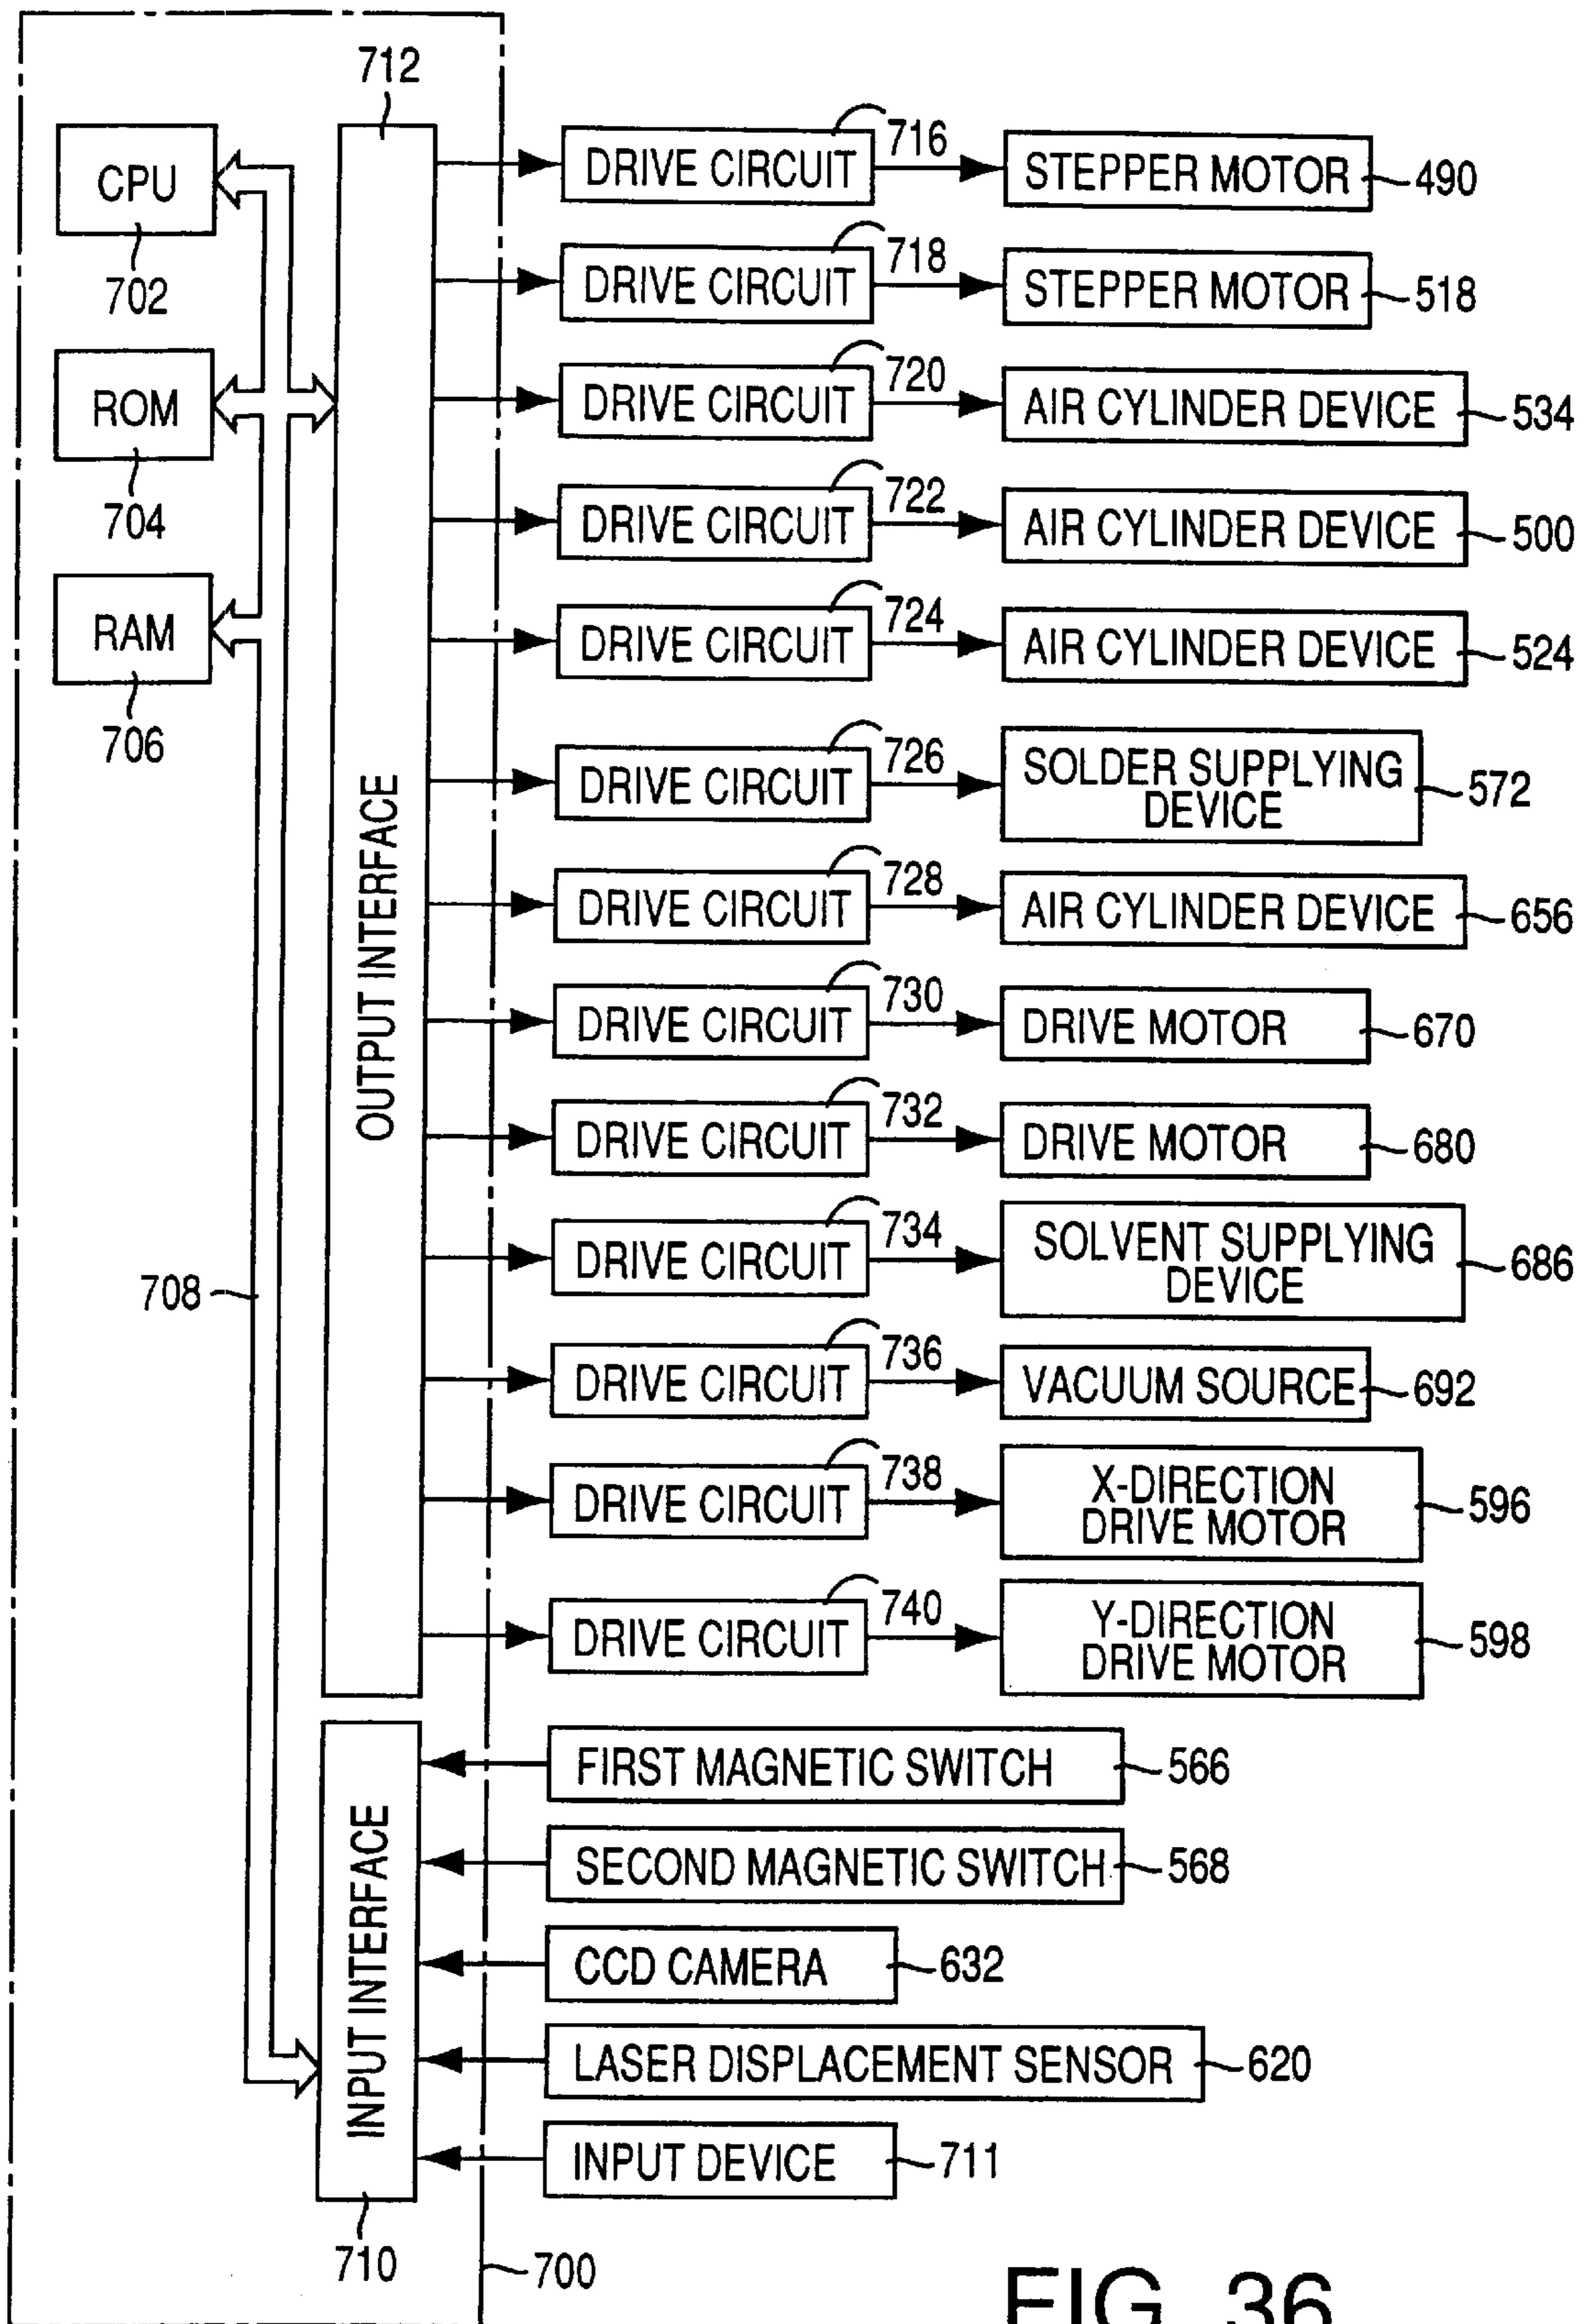 712
CPU
702
ROM
704
RAM
706
708
OUTPUT INTERFACE
DRIVE CIRCUIT
716
STEPPER MOTOR
490
DRIVE CIRCUIT
718
STEPPER MOTOR
518
DRIVE CIRCUIT
720
AIR CYLINDER DEVICE
534
DRIVE CIRCUIT
722
AIR CYLINDER DEVICE
500
DRIVE CIRCUIT
724
AIR CYLINDER DEVICE
524
DRIVE CIRCUIT
726
SOLDER SUPPLYING
DEVICE
572
DRIVE CIRCUIT
728
AIR CYLINDER DEVICE
656
DRIVE CIRCUIT
730
DRIVE MOTOR
670
DRIVE CIRCUIT
732
DRIVE MOTOR
680
DRIVE CIRCUIT
734
SOLVENT SUPPLYING
DEVICE
686
DRIVE CIRCUIT
736
VACUUM SOURCE
692
DRIVE CIRCUIT
738
X-DIRECTION
DRIVE MOTOR
596
DRIVE CIRCUIT
740
Y-DIRECTION
DRIVE MOTOR
598
INPUT INTERFACE
FIRST MAGNETIC SWITCH
566
SECOND MAGNETIC SWITCH
568
CCD CAMERA
632
LASER DISPLACEMENT SENSOR
620
INPUT DEVICE
711
710
700
FIG. 36